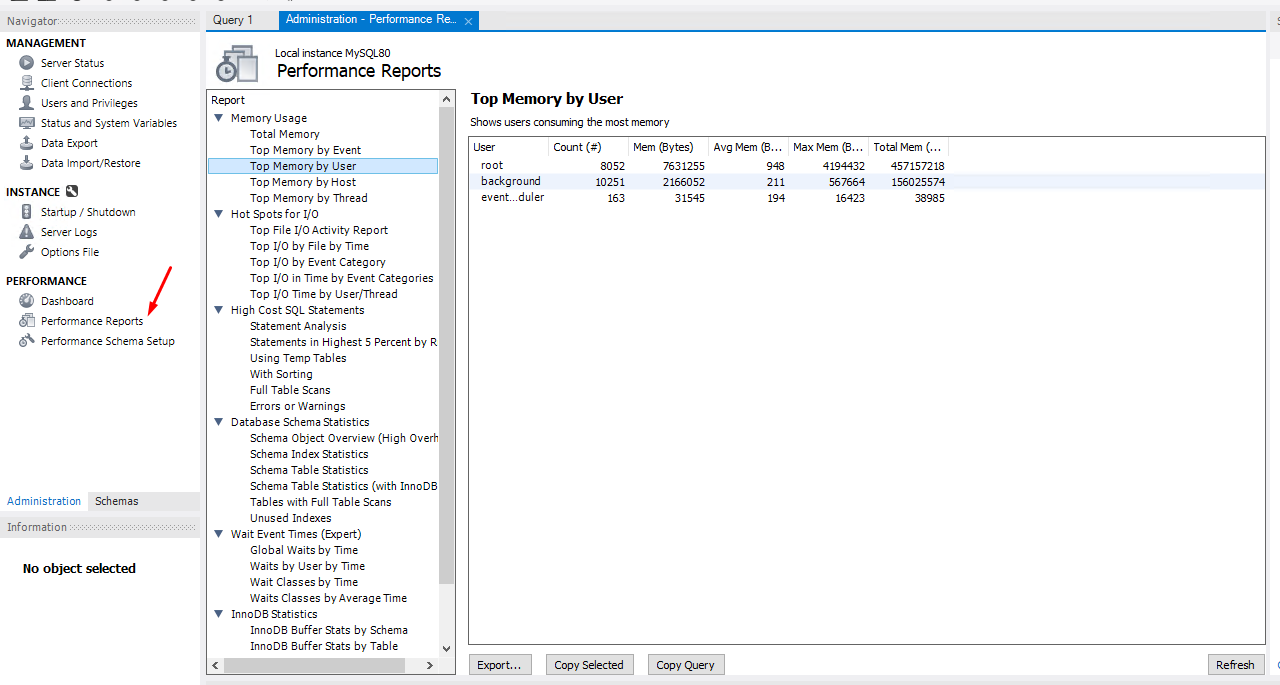 Navigator
MANAGEMENT
Server Status
Client Connections
Users and Privileges
Status and System Variables
Data Export
Data Import/Restore
INSTANCE
Startup / Shutdown
Server Logs
Options File
PERFORMANCE
Dashboard
Performance Reports
Performance Schema Setup
Administration Schemas
Information
No object selected
Query 1 Administration - Performance Re...
Local instance MySQL80
Performance Reports
Report
Memory Usage
Total Memory
Top Memory by Event
Top Memory by User
Top Memory by Host
Top Memory by Thread
Hot Spots for I/O
Top File I/O Activity Report
Top I/O by File by Time
Top I/O by Event Category
Top I/O in Time by Event Categories
Top I/O Time by User/Thread
High Cost SQL Statements
Statement Analysis
Statements in Highest 5 Percent by R
Using Temp Tables
With Sorting
Full Table Scans
Errors or Warnings
Database Schema Statistics
Schema Object Overview (High Overh
Schema Index Statistics
Schema Table Statistics
Schema Table Statistics (with InnoDB
Tables with Full Table Scans
Unused Indexes
Wait Event Times (Expert)
Global Waits by Time
Waits by User by Time
Wait Classes by Time
Waits Classes by Average Time
InnoDB Statistics
InnoDB Buffer Stats by Schema
InnoDB Buffer Stats by Table
Top Memory by User
Shows users consuming the most memory
User Count (#) Mem (Bytes) Avg Mem (B... Max Mem (B... Total Mem (...
root 8052 7631255 948 4194432 457157218
background 10251 2166052 211 567664 156025574
event...duler 163 31545 194 16423 38985
Export... Copy Selected Copy Query Refresh